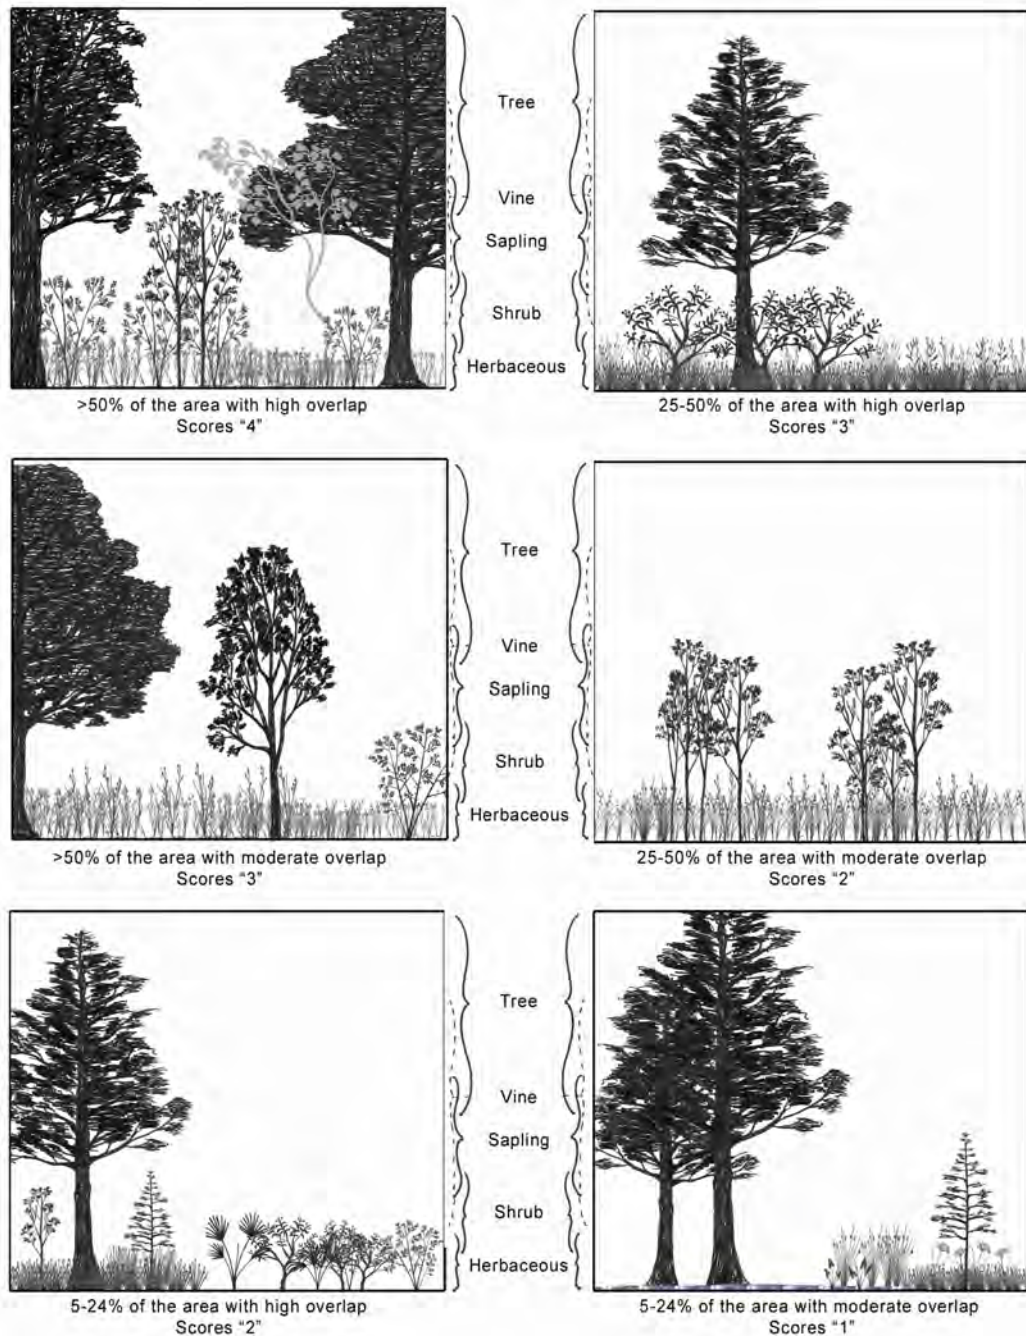 Tree
Vine
Sapling
Shrub
Herbaceous
>50% of the area with high overlap
Scores “4”
25-50% of the area with high overlap
Scores “3”
Tree
Vine
Sapling
Shrub
Herbaceous
>50% of the area with moderate overlap
Scores “3”
25-50% of the area with moderate overlap
Scores “2”
Tree
Vine
Sapling
Shrub
Herbaceous
5-24% of the area with high overlap
Scores “2”
5-24% of the area with moderate overlap
Scores “1”